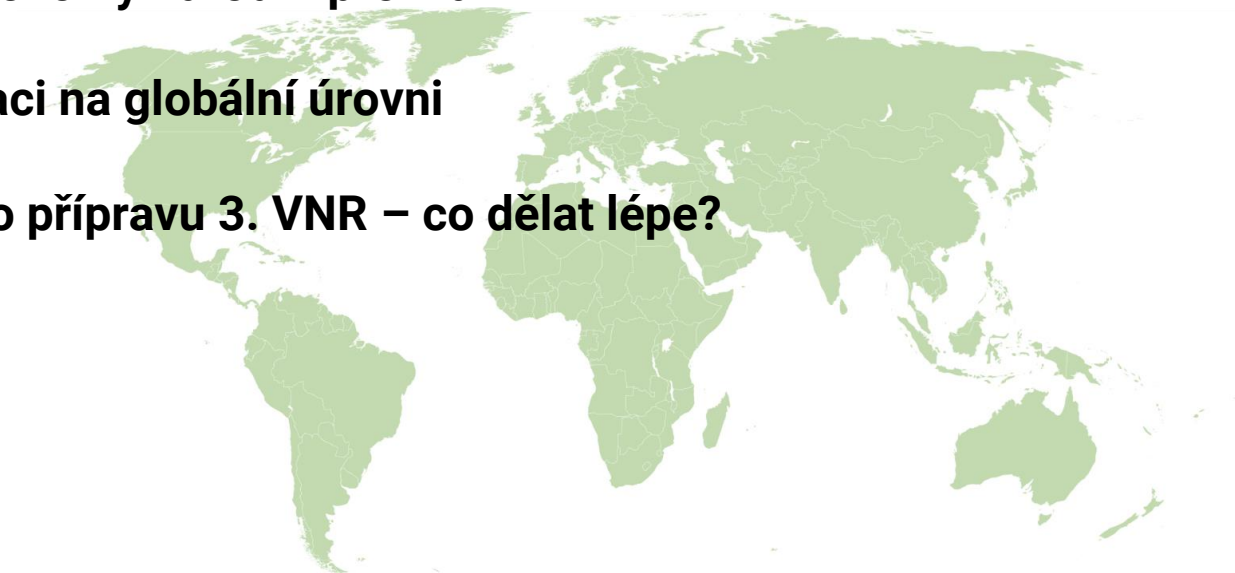 aci na globální úrovni
o přípravu 3. VNR – co dělat lépe?